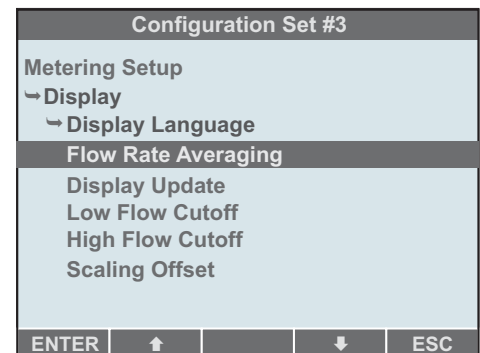 Configuration Set #3
Metering Setup
➥Display
➥Display Language
Flow Rate Averaging
Display Update
Low Flow Cutoff
High Flow Cutoff
Scaling Offset
ENTER ⬆ ⬇ ESC